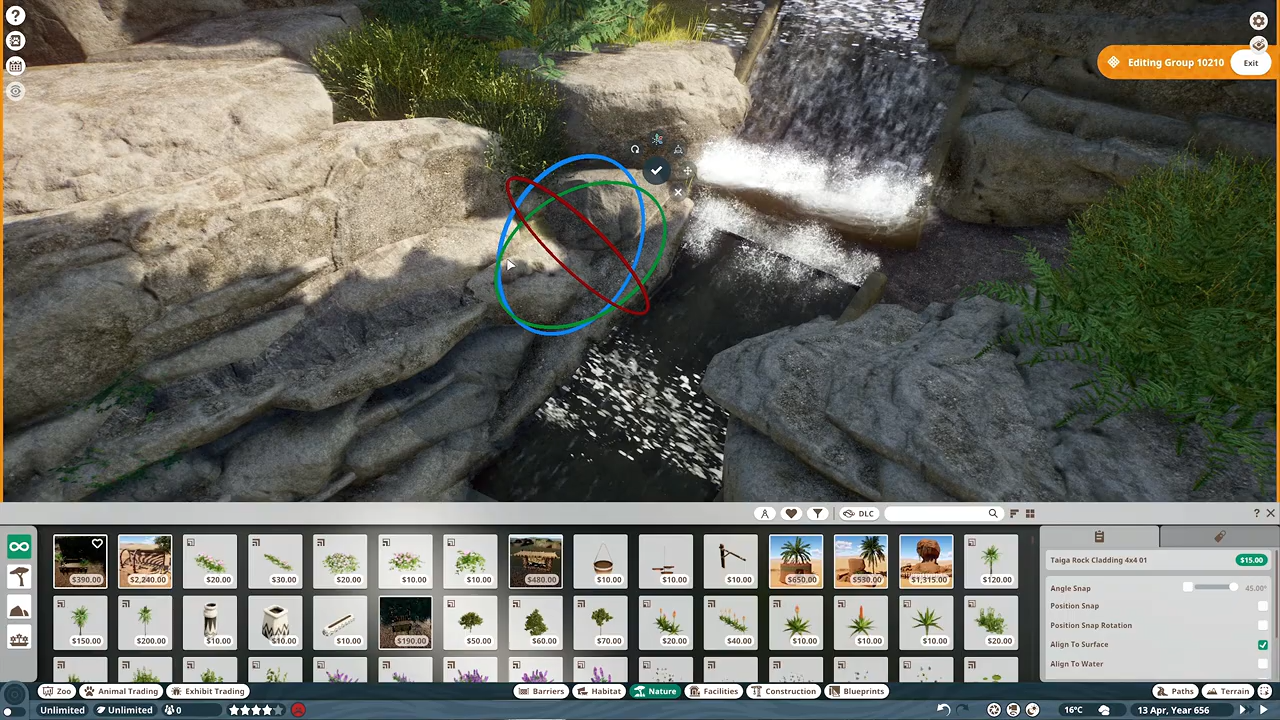 Editing Group 10210 Exit
DLC
$390.00 $2,240.00 $20.00 $30.00 $20.00 $10.00 $10.00 $480.00 $10.00 $10.00 $10.00 $650.00 $530.00 $1,315.00 $120.00
$150.00 $200.00 $10.00 $10.00 $10.00 $190.00 $50.00 $60.00 $70.00 $20.00 $40.00 $10.00 $10.00 $10.00 $20.00
Taiga Rock Cladding 4x4 01 $15.00
Angle Snap 45.00°
Position Snap
Position Snap Rotation
Align To Surface
Align To Water
Zoo Animal Trading Exhibit Trading Barriers Habitat Nature Facilities Construction Blueprints Paths Terrain
Unlimited Unlimited 0 16°C 13 Apr, Year 656